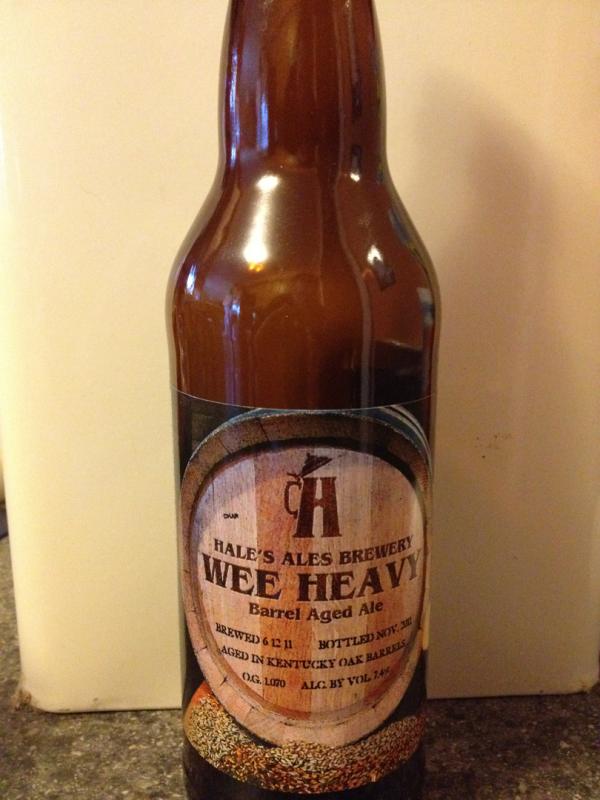 CHAR
H
HALE'S ALES BREWERY
WEE HEAVY
Barrel Aged Ale
BREWED 6 12 11 BOTTLED NOV. 2011
AGED IN KENTUCKY OAK BARRELS
O.G. 1.070 ALC. BY VOL 7.4%